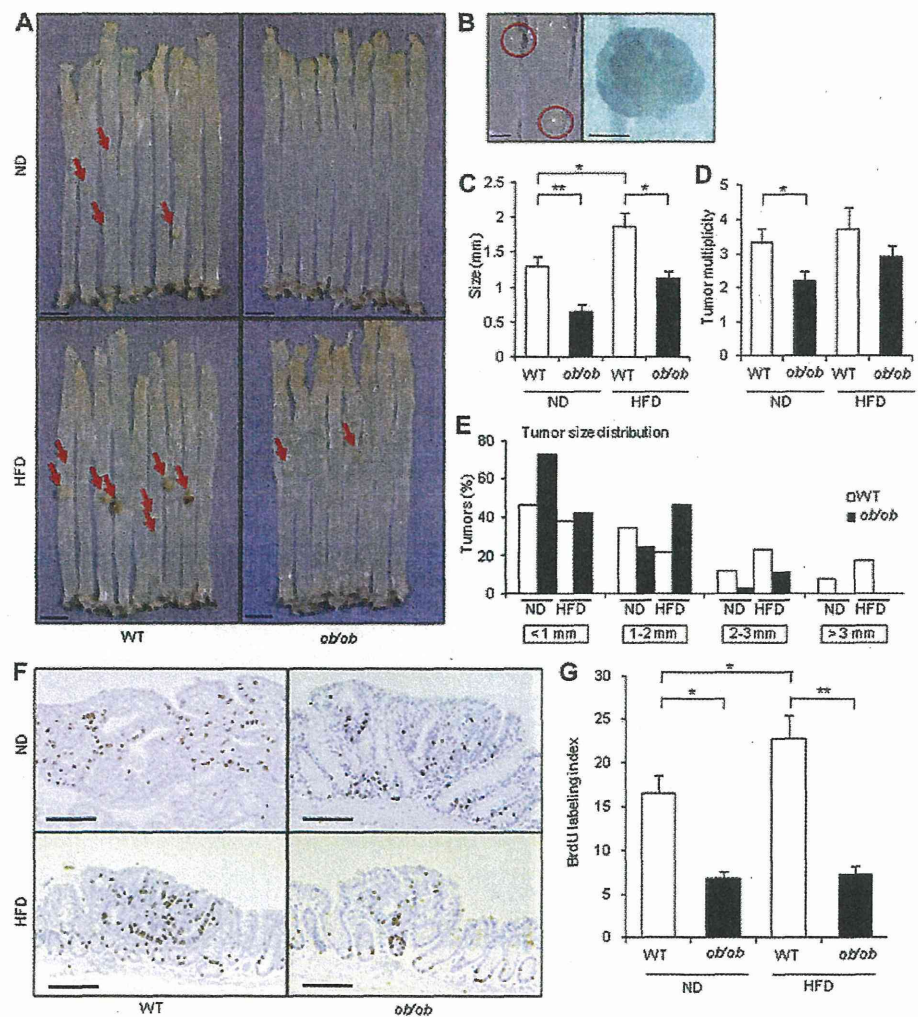 A
ND
HFD
WT
ob/ob
B
C
Size (mm)
2.5
2
1.5
1
0.5
0
*
**
*
WT
ob/ob
WT
ob/ob
ND
HFD
D
Tumor multiplicity
6
5
4
3
2
1
0
*
WT
ob/ob
WT
ob/ob
ND
HFD
E
Tumor size distribution
Tumors (%)
80
60
40
20
0
WT
ob/ob
ND HFD
ND HFD
ND HFD
ND HFD
<1 mm
1-2 mm
2-3mm
>3 mm
F
ND
HFD
WT
ob/ob
G
BrdU labeling index
30
25
20
15
10
5
0
*
*
**
WT
ob/ob
WT
ob/ob
ND
HFD